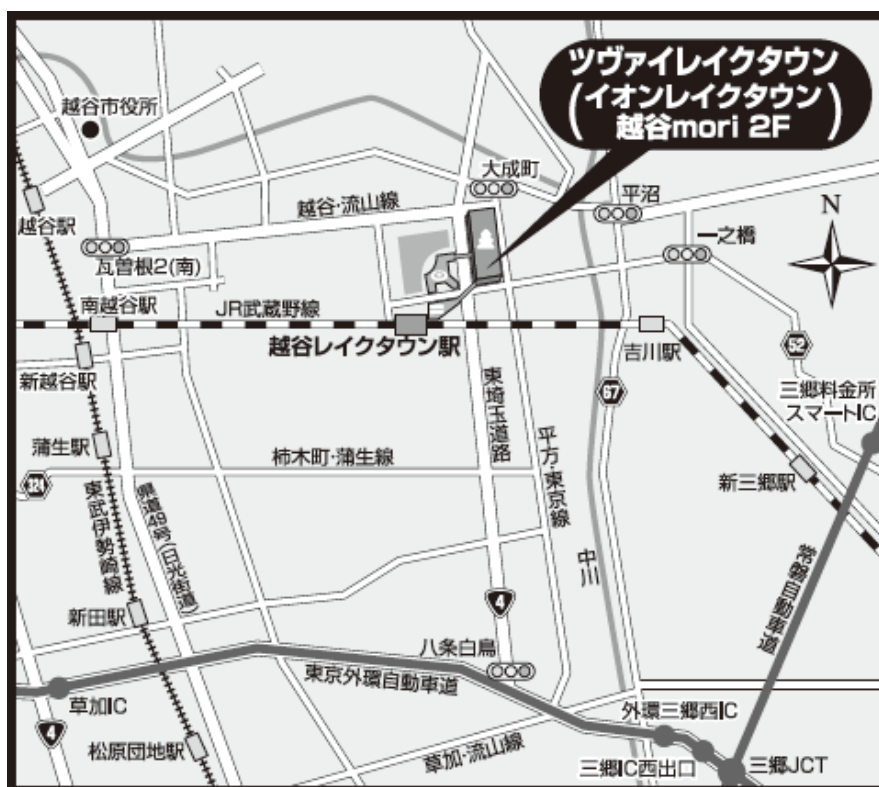 ツヴァイレイクタウン
(イオンレイクタウン
越谷mori 2F)
越谷市役所
大成町
平沼
N
越谷・流山線
越谷駅
一之橋
瓦曽根2(南)
南越谷駅
JR武蔵野線
越谷レイクタウン駅
吉川駅
52
新越谷駅
東埼玉道路
67
三郷料金所
スマートIC
蒲生駅
柿木町・蒲生線
平方・東京線
324
新三郷駅
東武伊勢崎線
県道49号(日光街道)
中川
常磐自動車道
新田駅
4
八条白鳥
東京外環自動車道
草加IC
外環三郷西IC
4
松原団地駅
草加・流山線
三郷IC西出口
三郷JCT